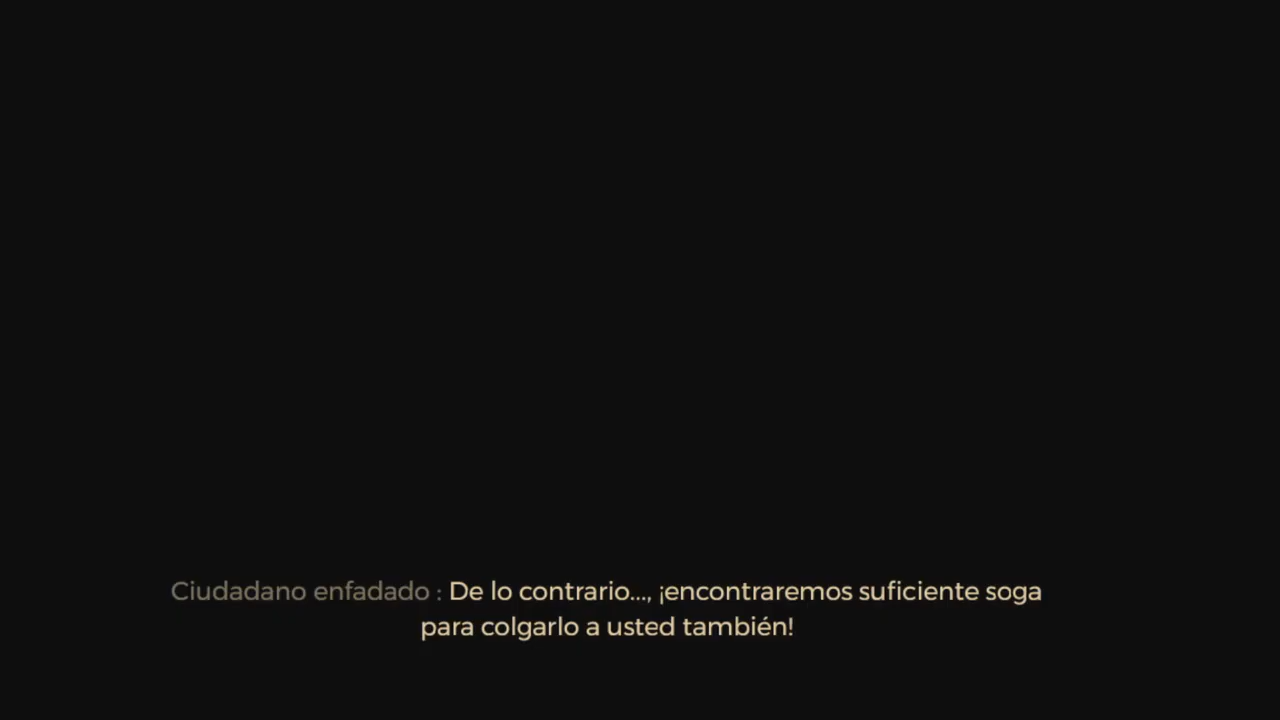 Ciudadano enfadado : De lo contrario..., ¡encontraremos suficiente soga
para colgarlo a usted también!